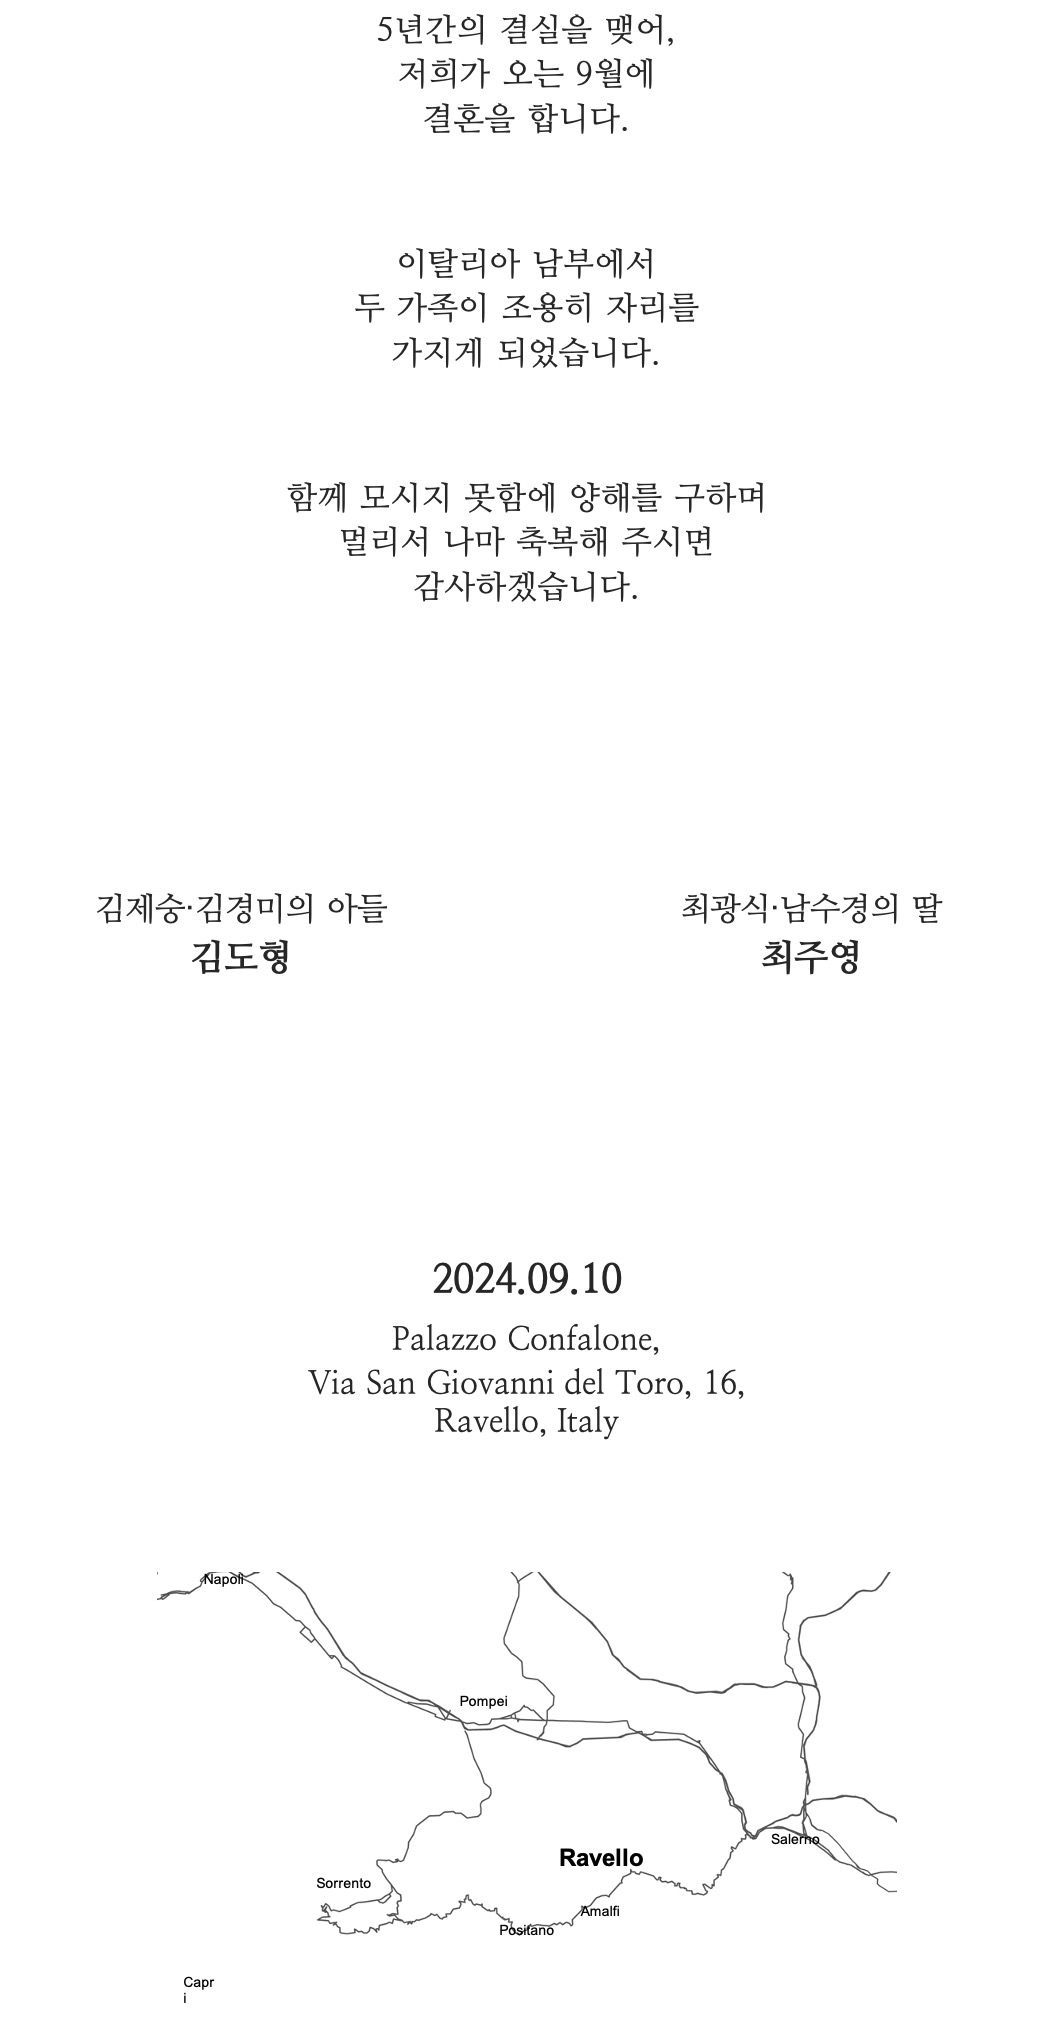 5년간의 결실을 맺어,
저희가 오는 9월에
결혼을 합니다.
이탈리아 남부에서
두 가족이 조용히 자리를
가지게 되었습니다.
함께 모시지 못함에 양해를 구하며
멀리서 나마 축복해 주시면
감사하겠습니다.
김제숭·김경미의 아들
김도형
최광식·남수경의 딸
최주영
2024.09.10
Palazzo Confalone,
Via San Giovanni del Toro, 16,
Ravello, Italy
Napoli
Pompei
Salerno
Ravello
Sorrento
Amalfi
Positano
Capr
i